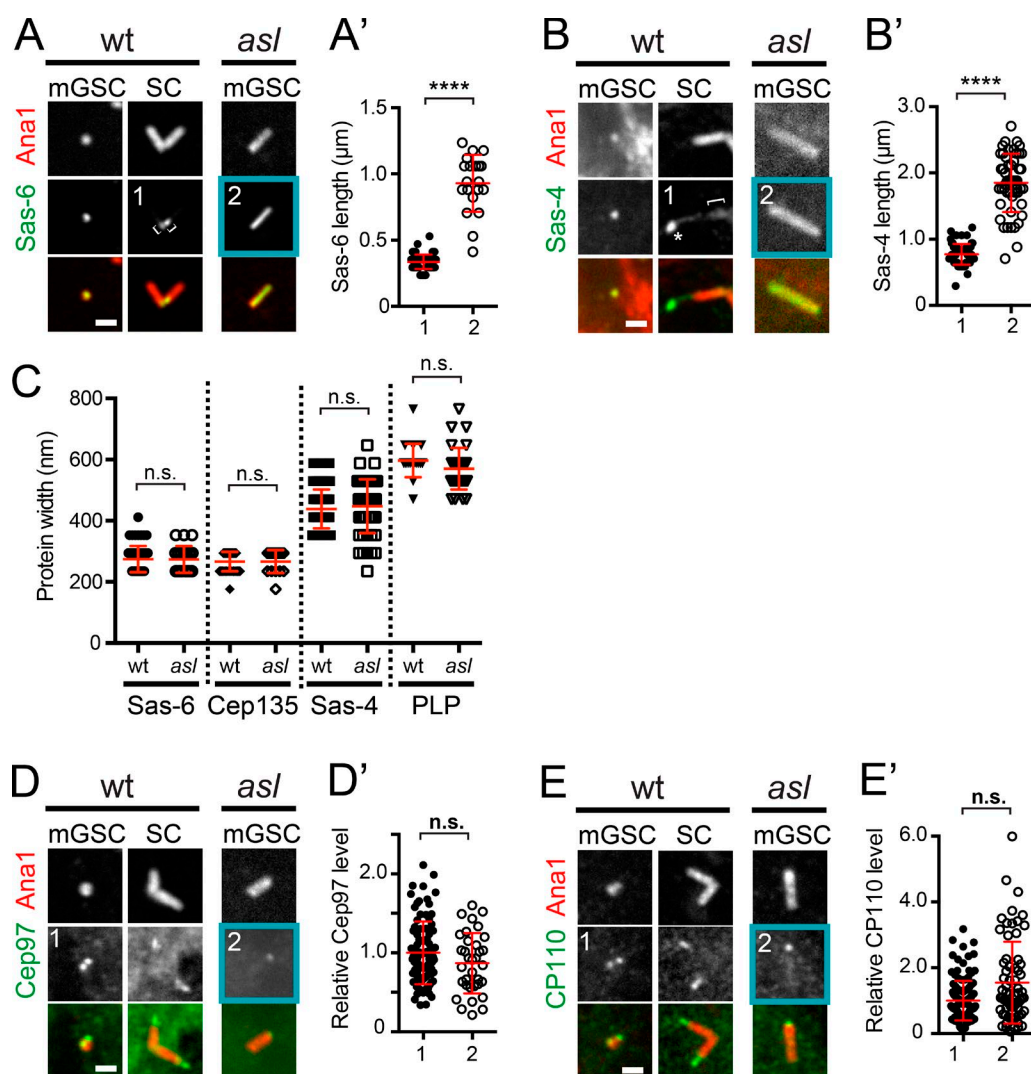 A
wt
asl
mGSC
SC
mGSC
Ana1
Sas-6
1
2
A'
****
Sas-6 length (μm)
1.5
1.0
0.5
0
1
2
B
wt
asl
mGSC
SC
mGSC
Ana1
Sas-4
1
*
2
B'
****
Sas-4 length (μm)
3.0
2.0
1.0
0
1
2
C
Protein width (nm)
800
600
400
200
0
n.s.
n.s.
n.s.
n.s.
wt
asl
wt
asl
wt
asl
wt
asl
Sas-6
Cep135
Sas-4
PLP
D
wt
asl
mGSC
SC
mGSC
Ana1
Cep97
1
2
D'
n.s.
Relative Cep97 level
2.0
1.0
0
1
2
E
wt
asl
mGSC
SC
mGSC
Ana1
CP110
1
2
E'
n.s.
Relative CP110 level
6.0
4.0
2.0
0
1
2